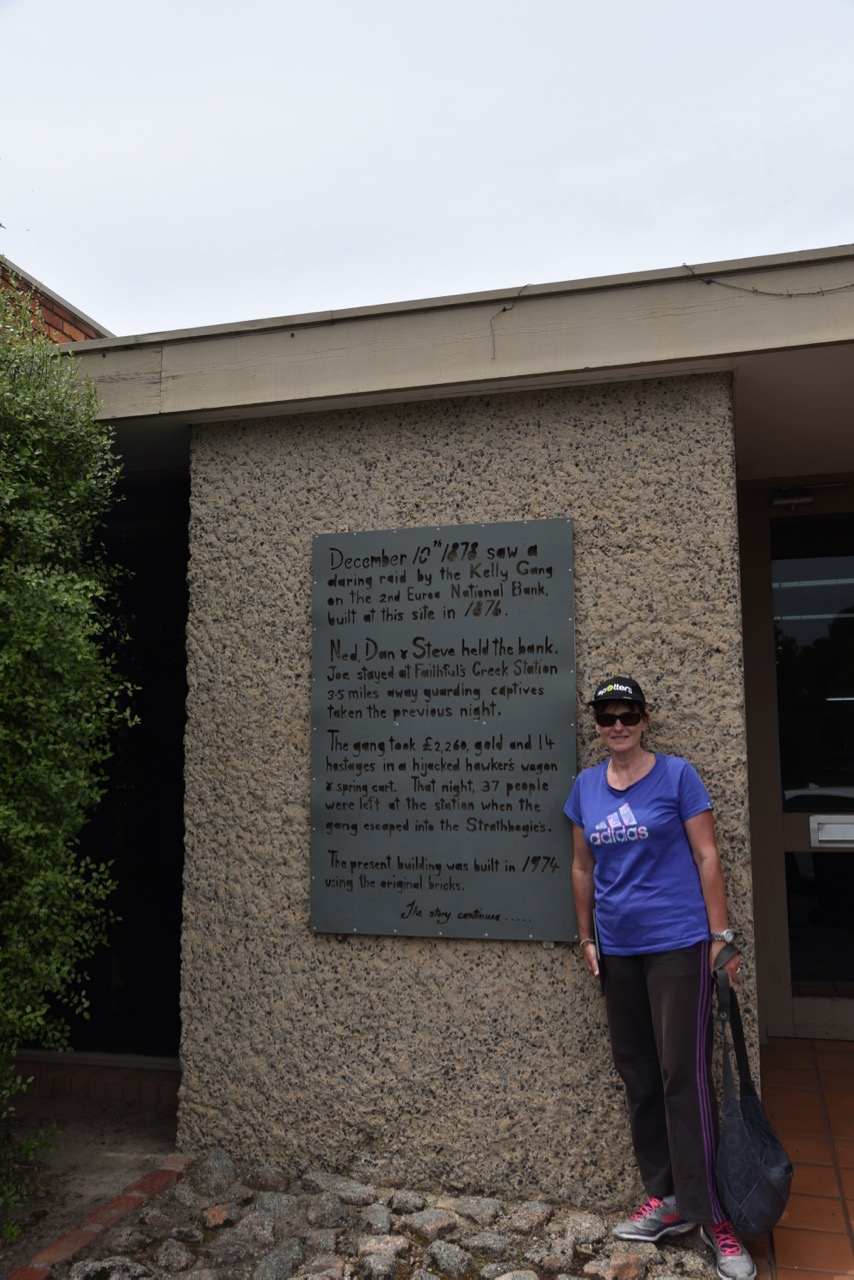 December 10th 1878 saw a
daring raid by the Kelly Gang
on the 2nd Euroa National Bank,
built at this site in 1876.
Ned, Dan & Steve held the bank.
Joe stayed at Faithful's Creek Station
3.5 miles away guarding captives
taken the previous night.
The gang took £2,260, gold and 14
hostages in a hijacked hawker's wagon
& spring cart. That night, 37 people
were left at the station when the
gang escaped into the Strathbogie's.
The present building was built in 1974
using the original bricks.
The story continues .....
spotters
adidas